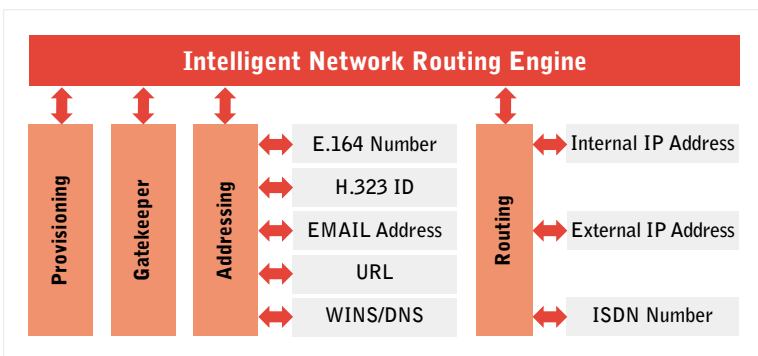 Intelligent Network Routing Engine
Provisioning
Gatekeeper
Addressing
E.164 Number
H.323 ID
EMAIL Address
URL
WINS/DNS
Routing
Internal IP Address
External IP Address
ISDN Number